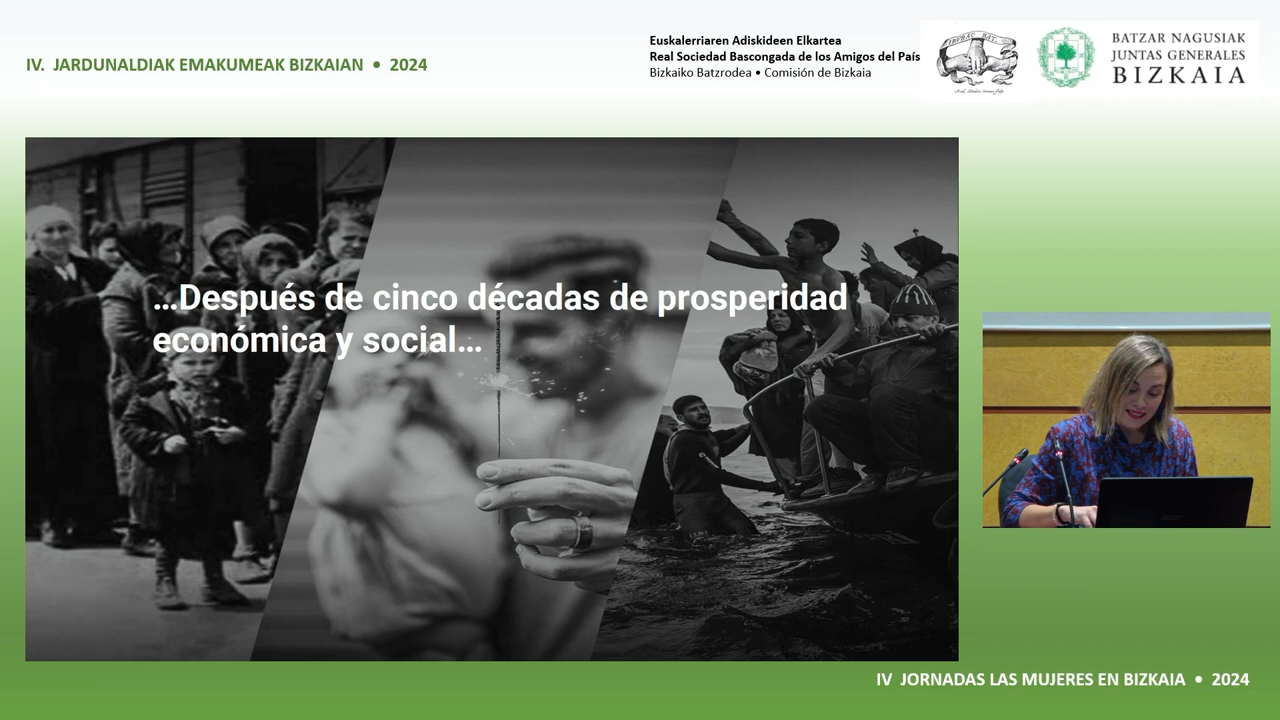 IV. JARDUNALDIAK EMAKUMEAK BIZKAIAN • 2024
Euskalerriaren Adiskideen Elkartea
Real Sociedad Bascongada de los Amigos del País
Bizkaiko Batzrodea • Comisión de Bizkaia
BATZAR NAGUSIAK
JUNTAS GENERALES
BIZKAIA
...Después de cinco décadas de prosperidad
económica y social...
IV JORNADAS LAS MUJERES EN BIZKAIA • 2024